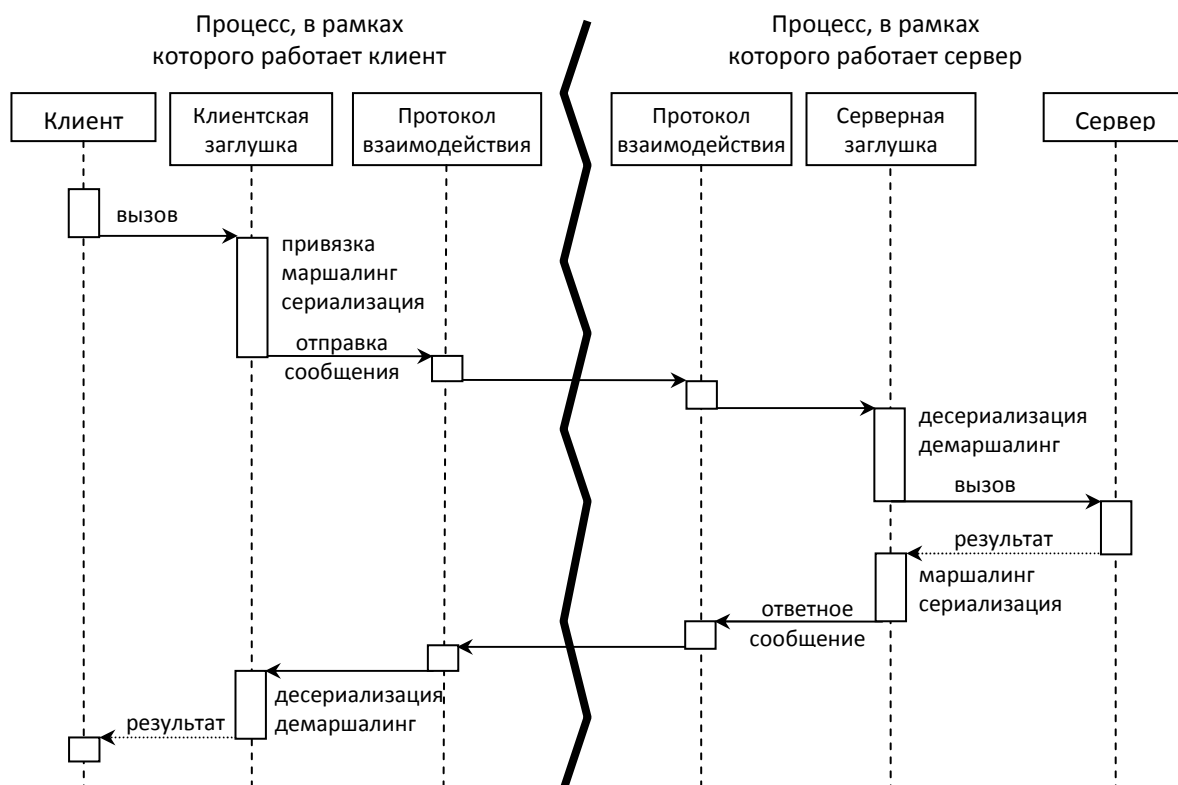 Процесс, в рамках
которого работает клиент
Процесс, в рамках
которого работает сервер
Клиент
Клиентская
заглушка
Протокол
взаимодействия
Протокол
взаимодействия
Серверная
заглушка
Сервер
вызов
привязка
маршалинг
сериализация
отправка
сообщения
десериализация
демаршалинг
вызов
результат
маршалинг
сериализация
ответное
сообщение
десериализация
демаршалинг
результат